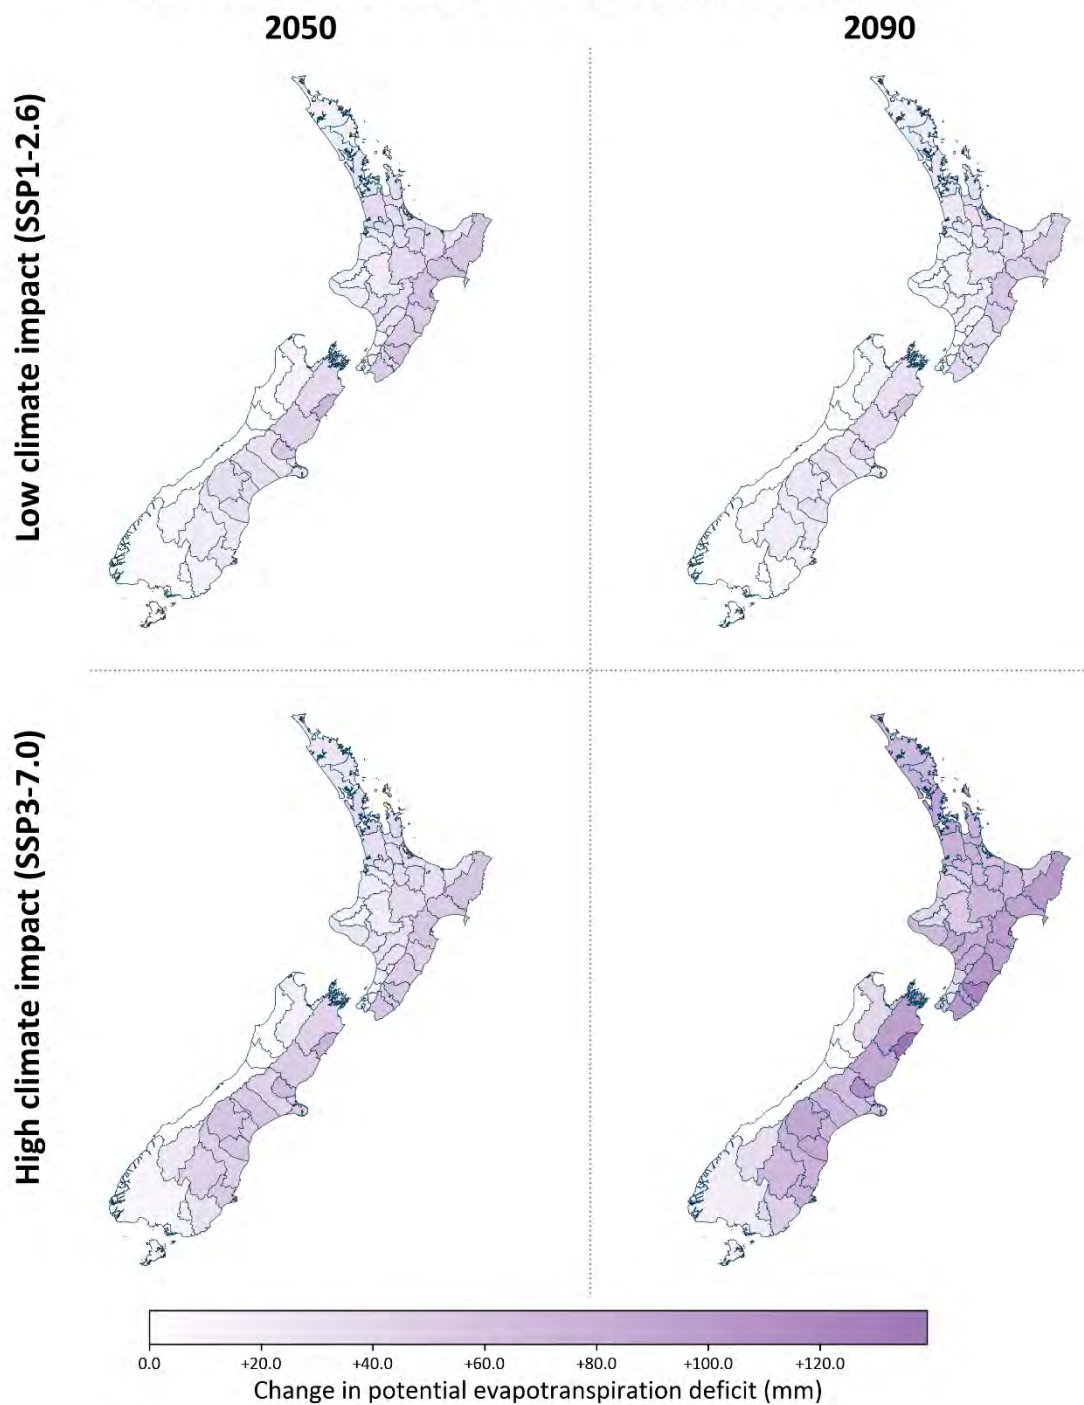 2050
2090
Low climate impact (SSP1-2.6)
High climate impact (SSP3-7.0)
0.0 +20.0 +40.0 +60.0 +80.0 +100.0 +120.0
Change in potential evapotranspiration deficit (mm)